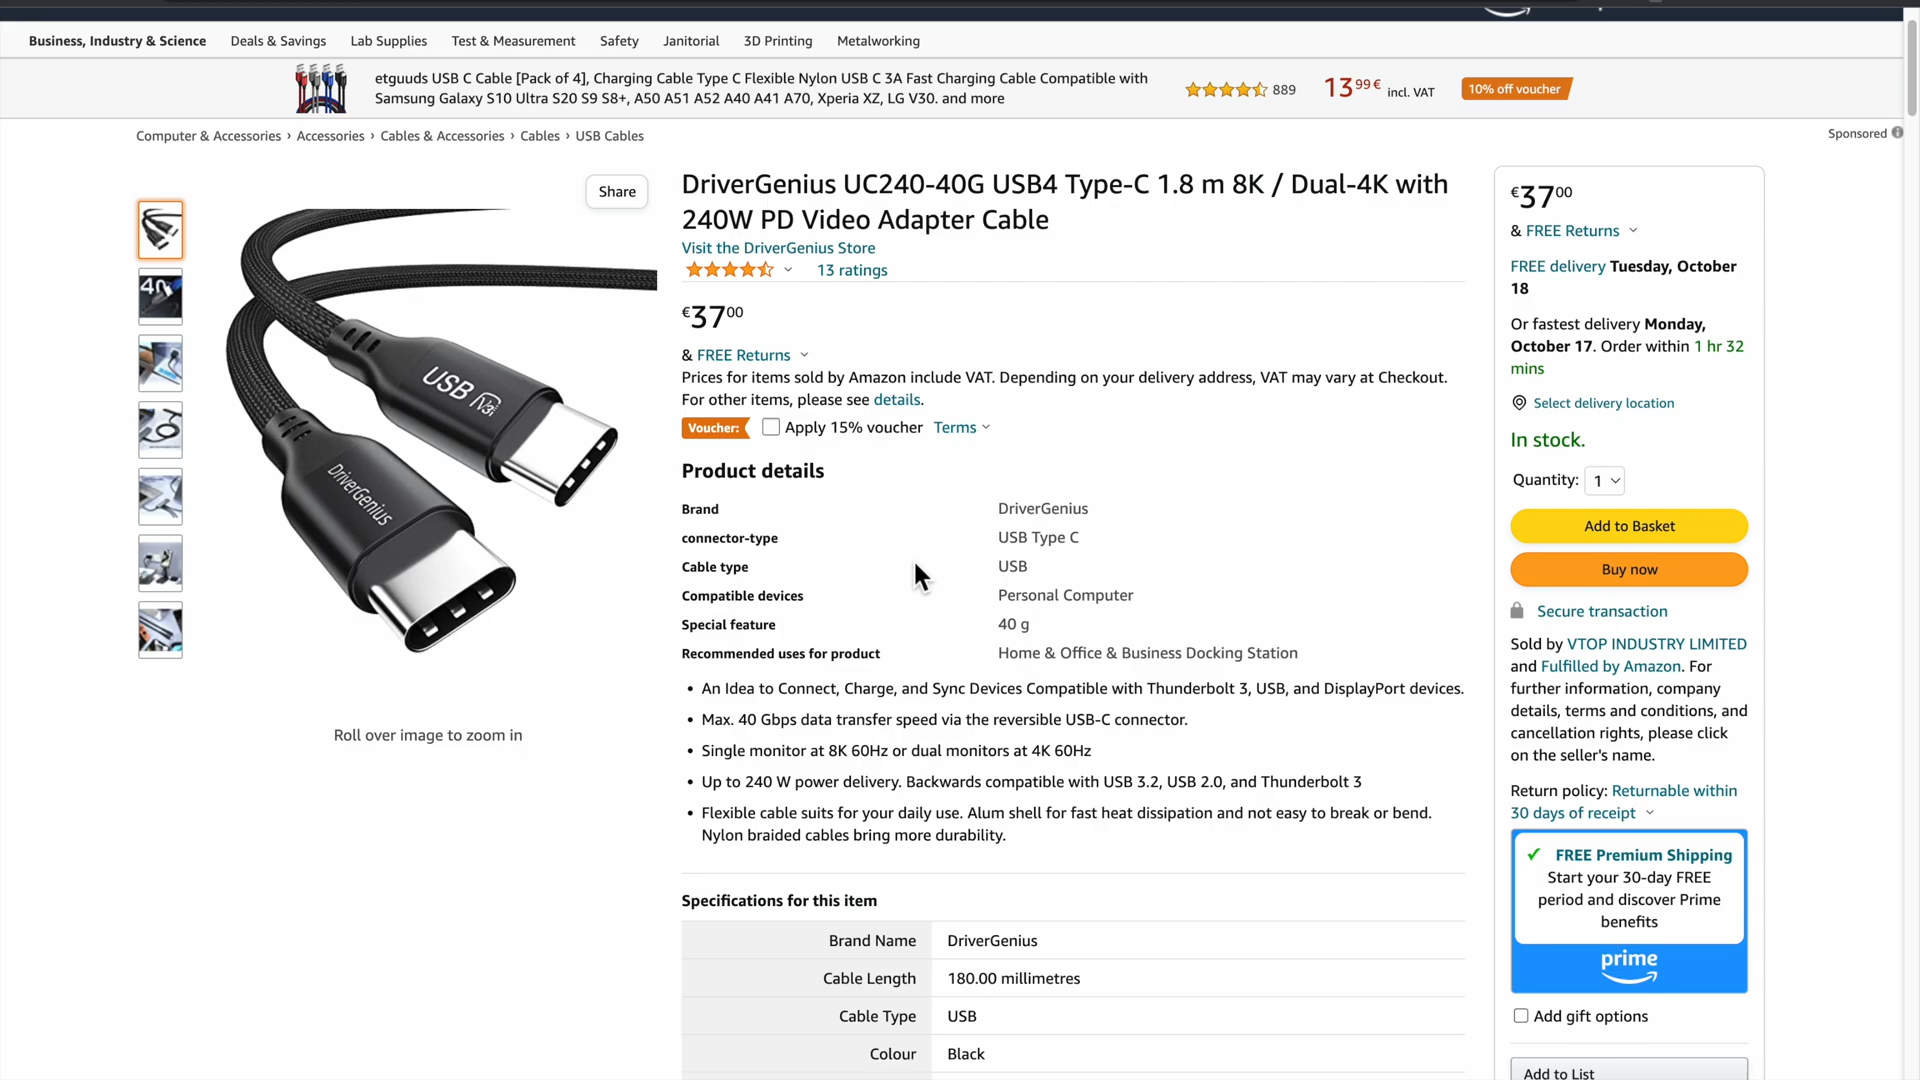 Business, Industry & Science Deals & Savings Lab Supplies Test & Measurement Safety Janitorial 3D Printing Metalworking
etguuds USB C Cable [Pack of 4], Charging Cable Type C Flexible Nylon USB C 3A Fast Charging Cable Compatible with
Samsung Galaxy S10 Ultra S20 S9 S8+, A50 A51 A52 A40 A41 A70, Xperia XZ, LG V30. and more
889
13 99 € incl. VAT
10% off voucher
Computer & Accessories › Accessories › Cables & Accessories › Cables › USB Cables
Sponsored
Share
40
USB
DriverGenius
Roll over image to zoom in
DriverGenius UC240-40G USB4 Type-C 1.8 m 8K / Dual-4K with
240W PD Video Adapter Cable
Visit the DriverGenius Store
13 ratings
€37 00
& FREE Returns
Prices for items sold by Amazon include VAT. Depending on your delivery address, VAT may vary at Checkout.
For other items, please see details.
Voucher: Apply 15% voucher Terms
Product details
Brand DriverGenius
connector-type USB Type C
Cable type USB
Compatible devices Personal Computer
Special feature 40 g
Recommended uses for product Home & Office & Business Docking Station
• An Idea to Connect, Charge, and Sync Devices Compatible with Thunderbolt 3, USB, and DisplayPort devices.
• Max. 40 Gbps data transfer speed via the reversible USB-C connector.
• Single monitor at 8K 60Hz or dual monitors at 4K 60Hz
• Up to 240 W power delivery. Backwards compatible with USB 3.2, USB 2.0, and Thunderbolt 3
• Flexible cable suits for your daily use. Alum shell for fast heat dissipation and not easy to break or bend.
Nylon braided cables bring more durability.
Specifications for this item
Brand Name DriverGenius
Cable Length 180.00 millimetres
Cable Type USB
Colour Black
€37 00
& FREE Returns
FREE delivery Tuesday, October
18
Or fastest delivery Monday,
October 17. Order within 1 hr 32
mins
Select delivery location
In stock.
Quantity: 1
Add to Basket
Buy now
Secure transaction
Sold by VTOP INDUSTRY LIMITED
and Fulfilled by Amazon. For
further information, company
details, terms and conditions, and
cancellation rights, please click
on the seller's name.
Return policy: Returnable within
30 days of receipt
✓ FREE Premium Shipping
Start your 30-day FREE
period and discover Prime
benefits
prime
Add gift options
Add to List